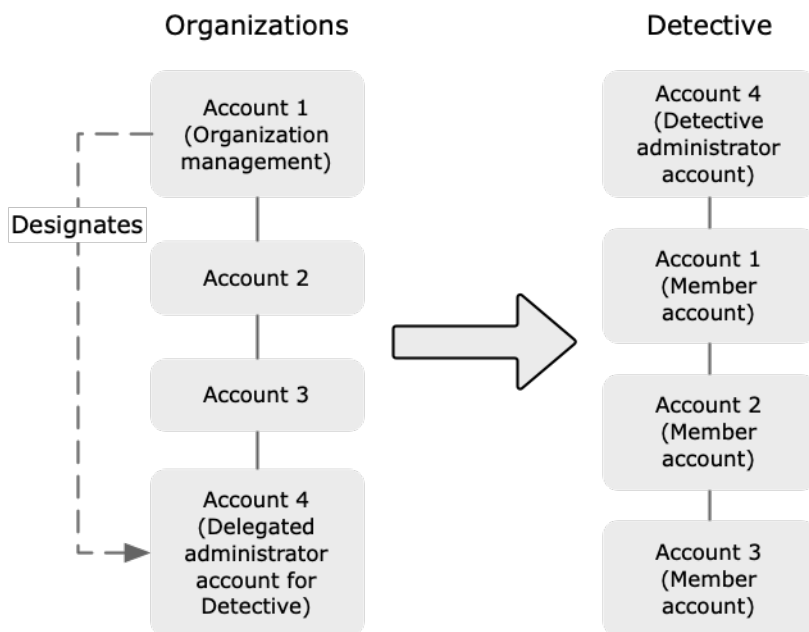 Organizations
Account 1
(Organization
management)
Designates
Account 2
Account 3
Account 4
(Delegated
administrator
account for
Detective)
Detective
Account 4
(Detective
administrator
account)
Account 1
(Member
account)
Account 2
(Member
account)
Account 3
(Member
account)